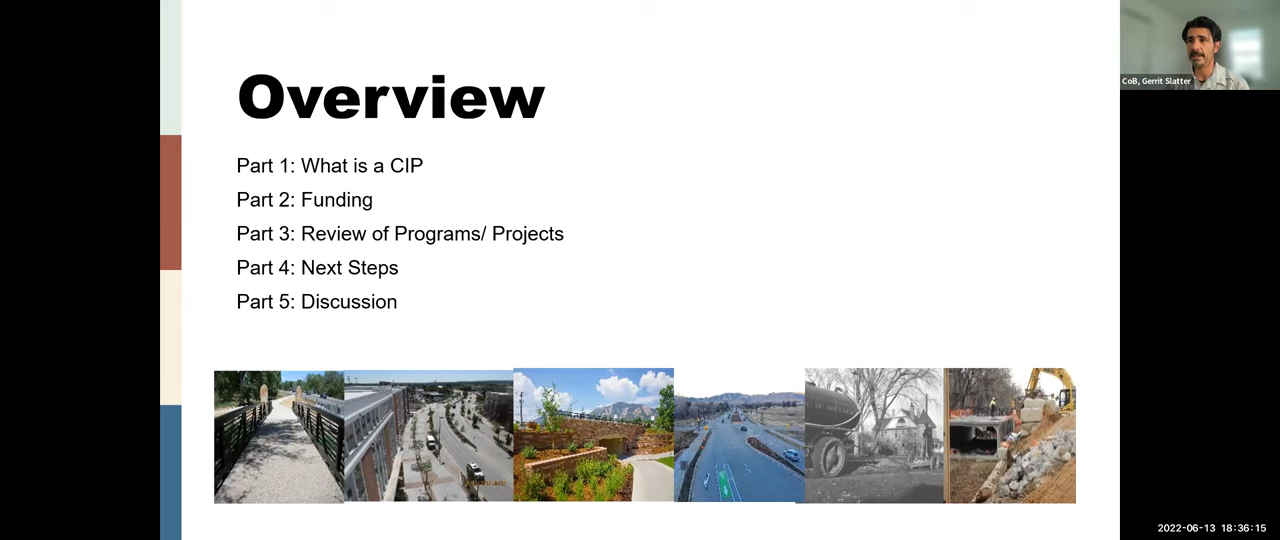 Overview
Part 1: What is a CIP
Part 2: Funding
Part 3: Review of Programs/ Projects
Part 4: Next Steps
Part 5: Discussion
CoB, Gerrit Slatter
2022-06-13 18:36:15